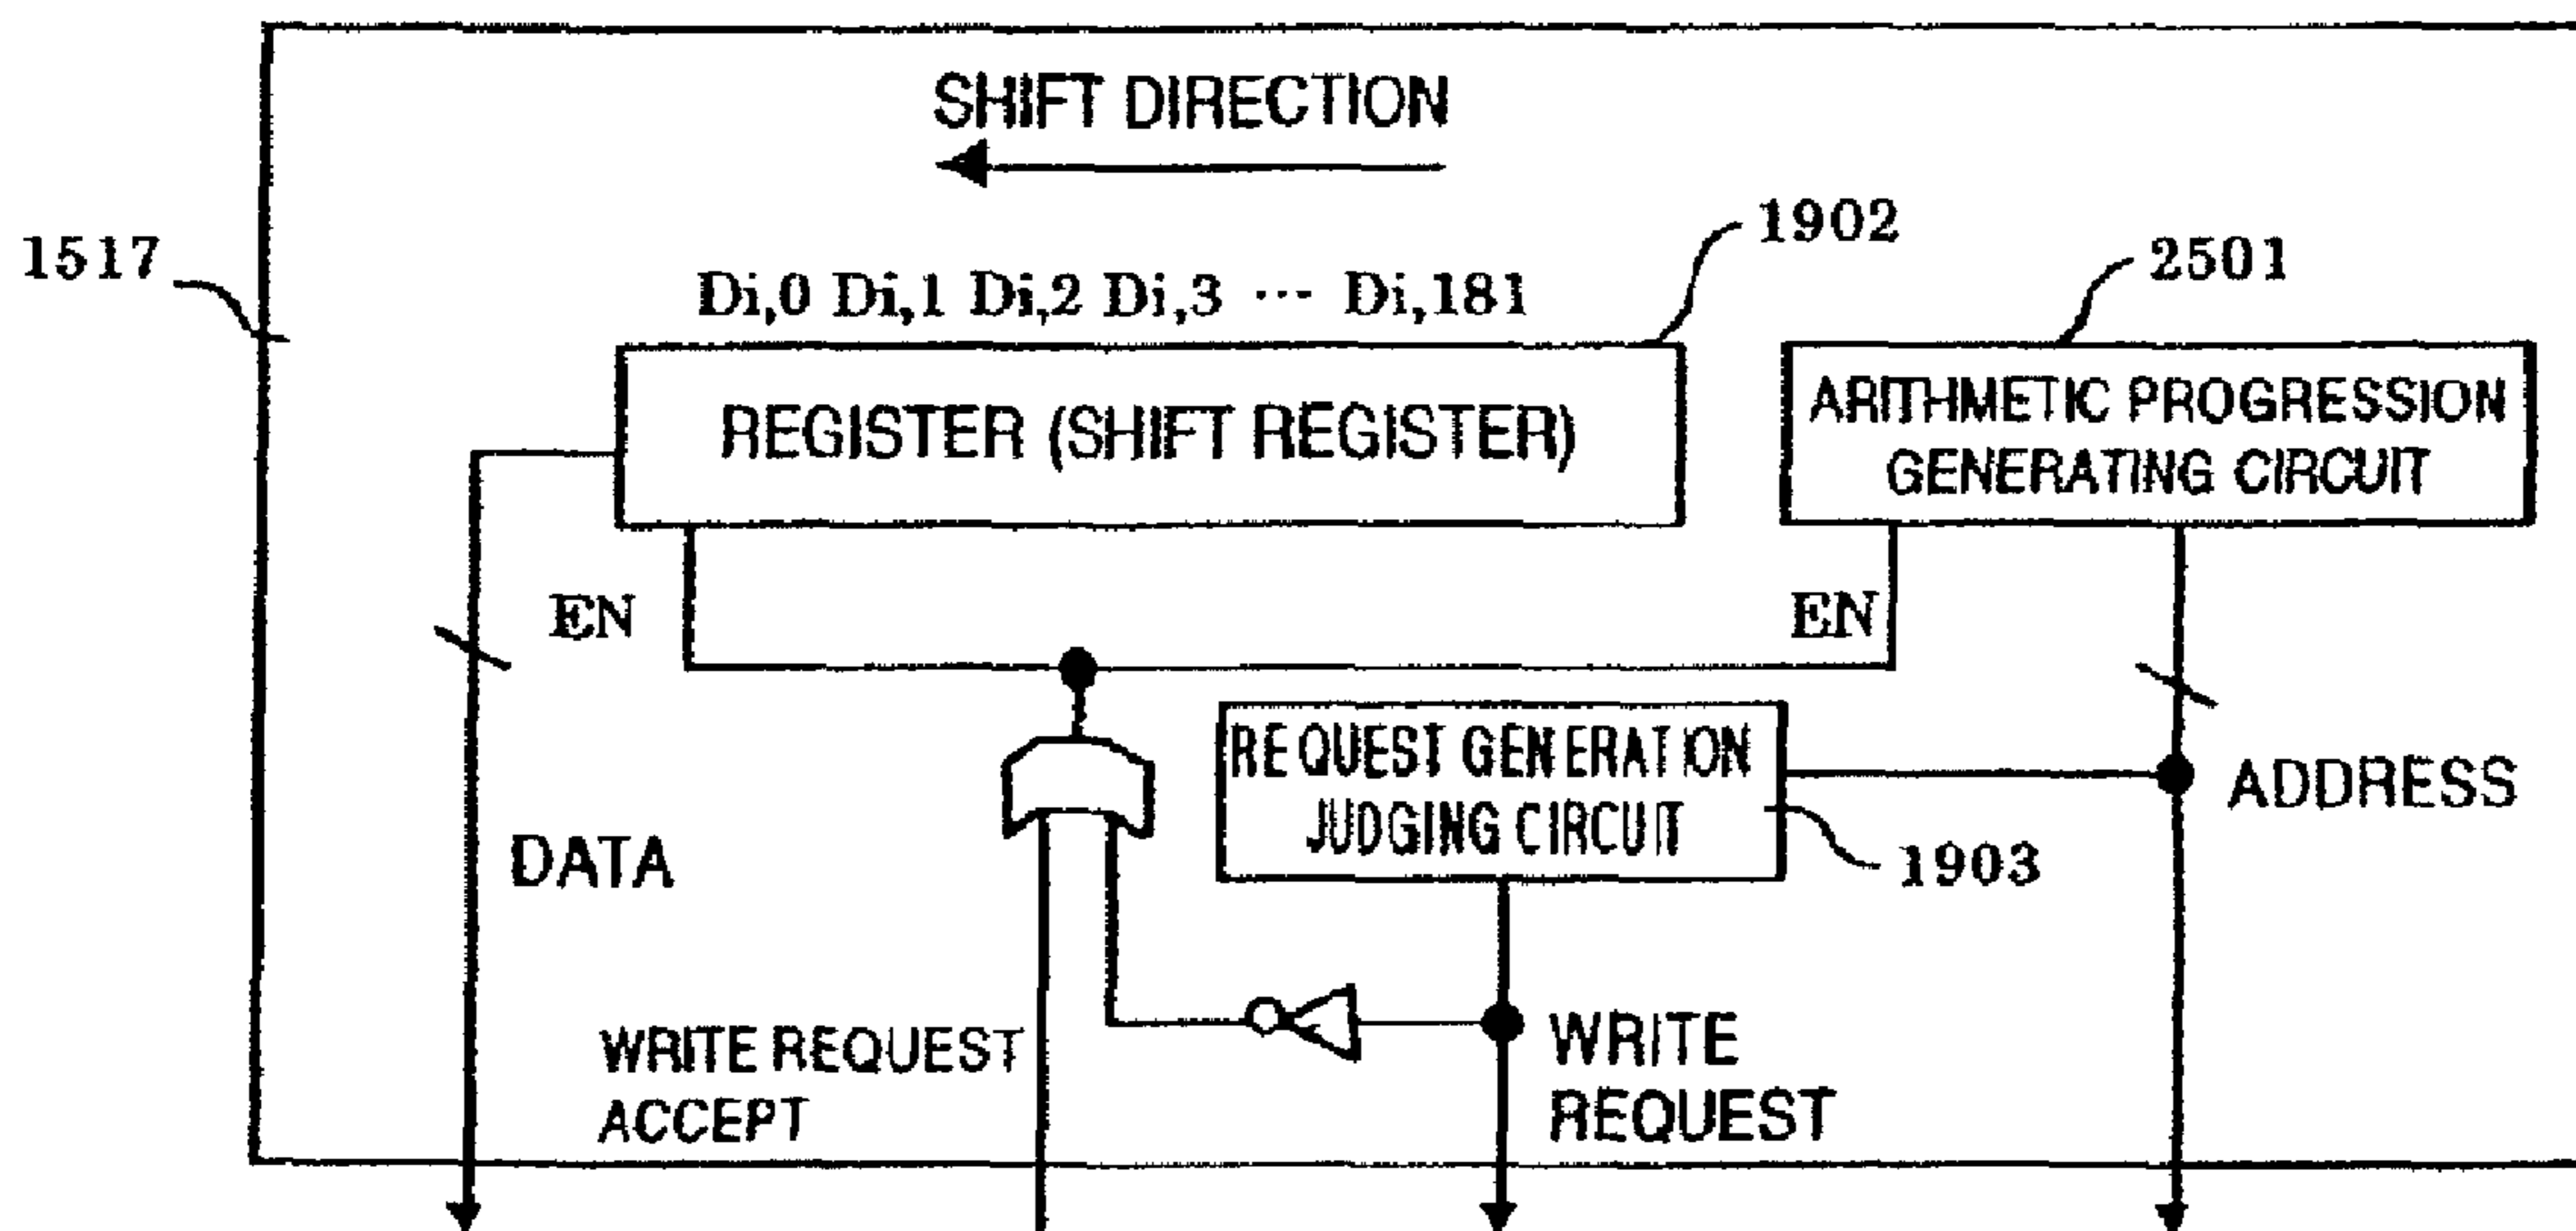 SHIFT DIRECTION
1517
1902
2501
Di,0 Di,1 Di,2 Di,3 ··· Di,181
REGISTER (SHIFT REGISTER)
ARITHMETIC PROGRESSION
GENERATING CIRCUIT
EN
EN
REQUEST GENERATION
JUDGING CIRCUIT
ADDRESS
1903
DATA
WRITE REQUEST
ACCEPT
WRITE
REQUEST